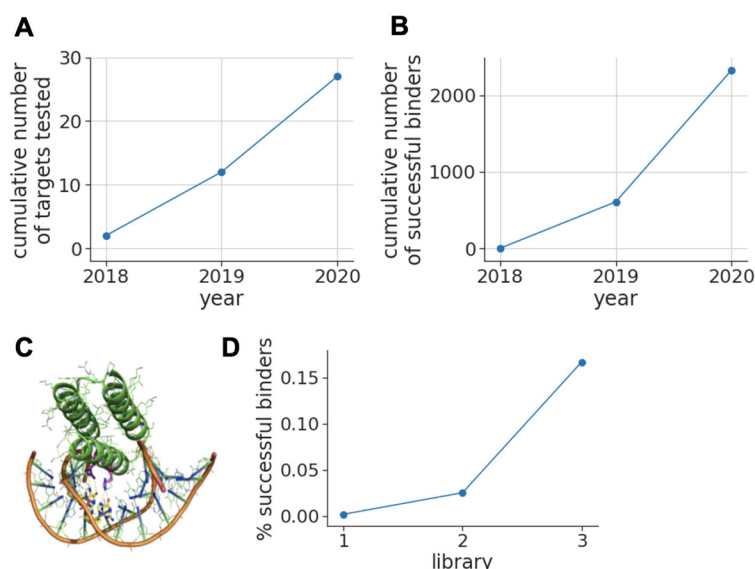 A
cumulative number
of targets tested
30
20
10
0
2018 2019 2020
year
B
cumulative number
of successful binders
2000
1000
0
2018 2019 2020
year
C
D
% successful binders
0.15
0.10
0.05
0.00
1 2 3
library